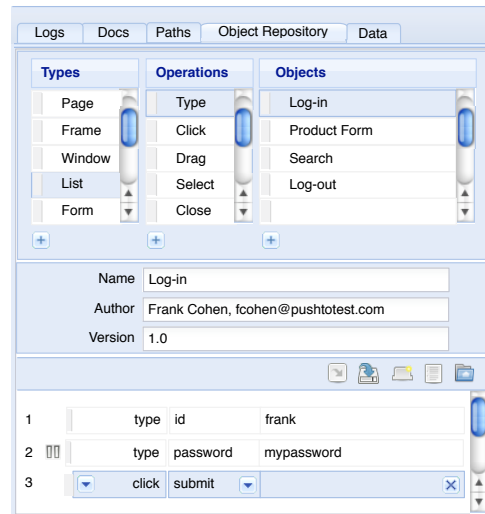 Logs Docs Paths Object Repository Data
Types Operations Objects
Page Type Log-in
Frame Click Product Form
Window Drag Search
List Select Log-out
Form Close
Name Log-in
Author Frank Cohen, fcohen@pushtotest.com
Version 1.0
1 type id frank
2 type password mypassword
3 click submit